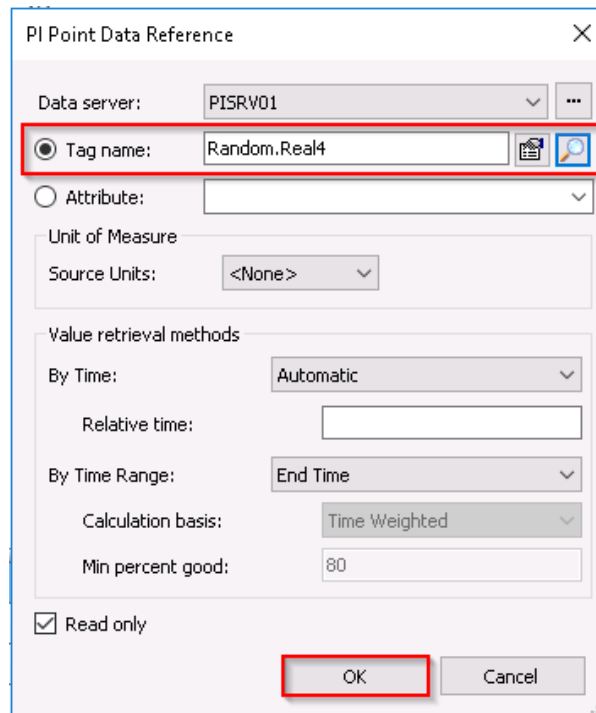 PI Point Data Reference
Data server: PISRV01 ...
Tag name: Random.Real4
Attribute:
Unit of Measure
Source Units: <None>
Value retrieval methods
By Time: Automatic
Relative time:
By Time Range: End Time
Calculation basis: Time Weighted
Min percent good: 80
Read only
OK Cancel